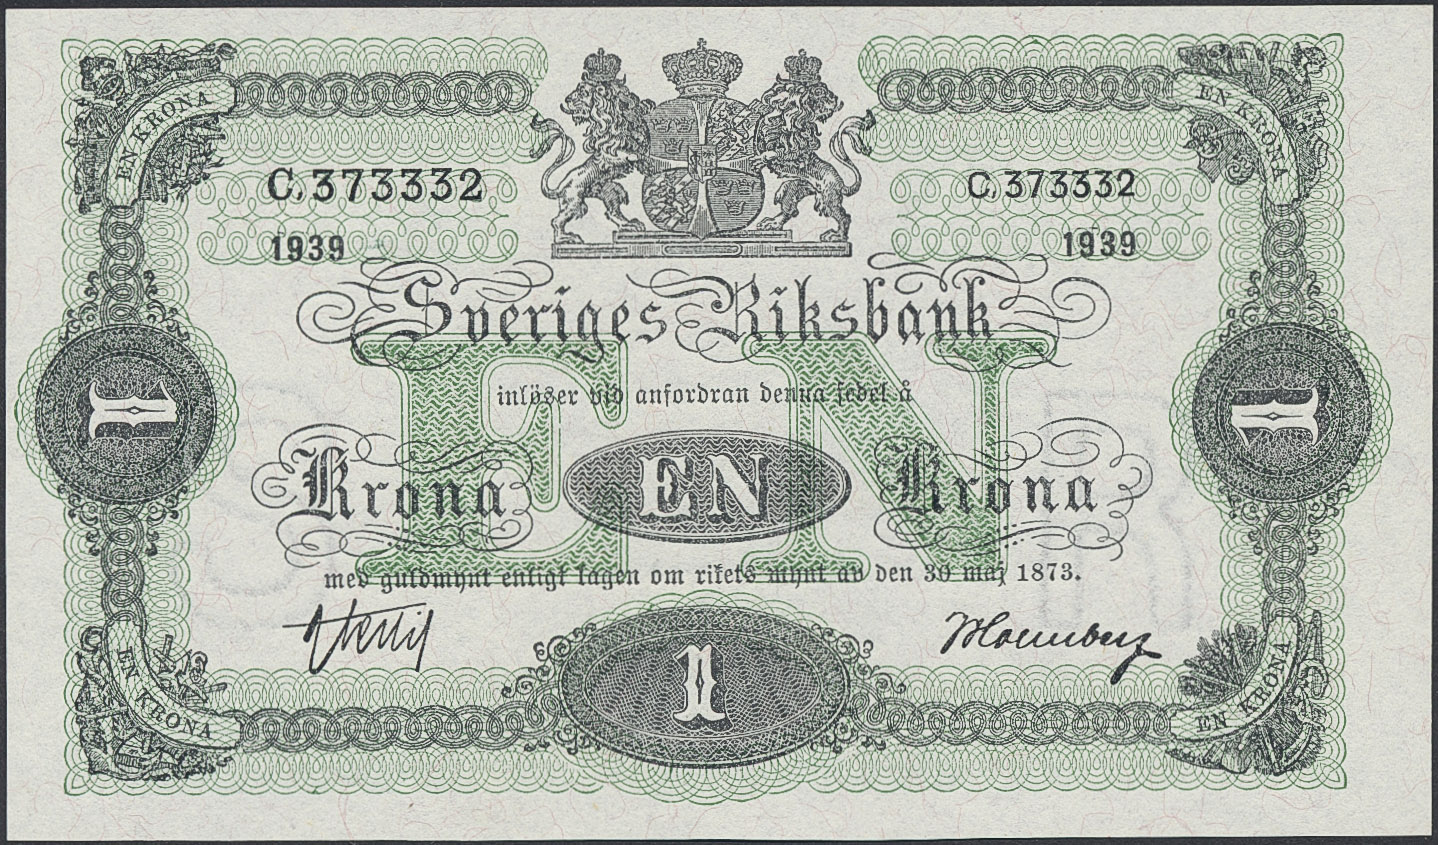 EN KRONA
EN KRONA
C.373332 C.373332
1939 1939
Sveriges Riksbank
inlöser vid anfordran denna sedel å
1
1
Krona EN Krona
EN
med guldmynt enligt lagen om rikets mynt av den 30 maj 1873.
1
EN KRONA
EN KRONA